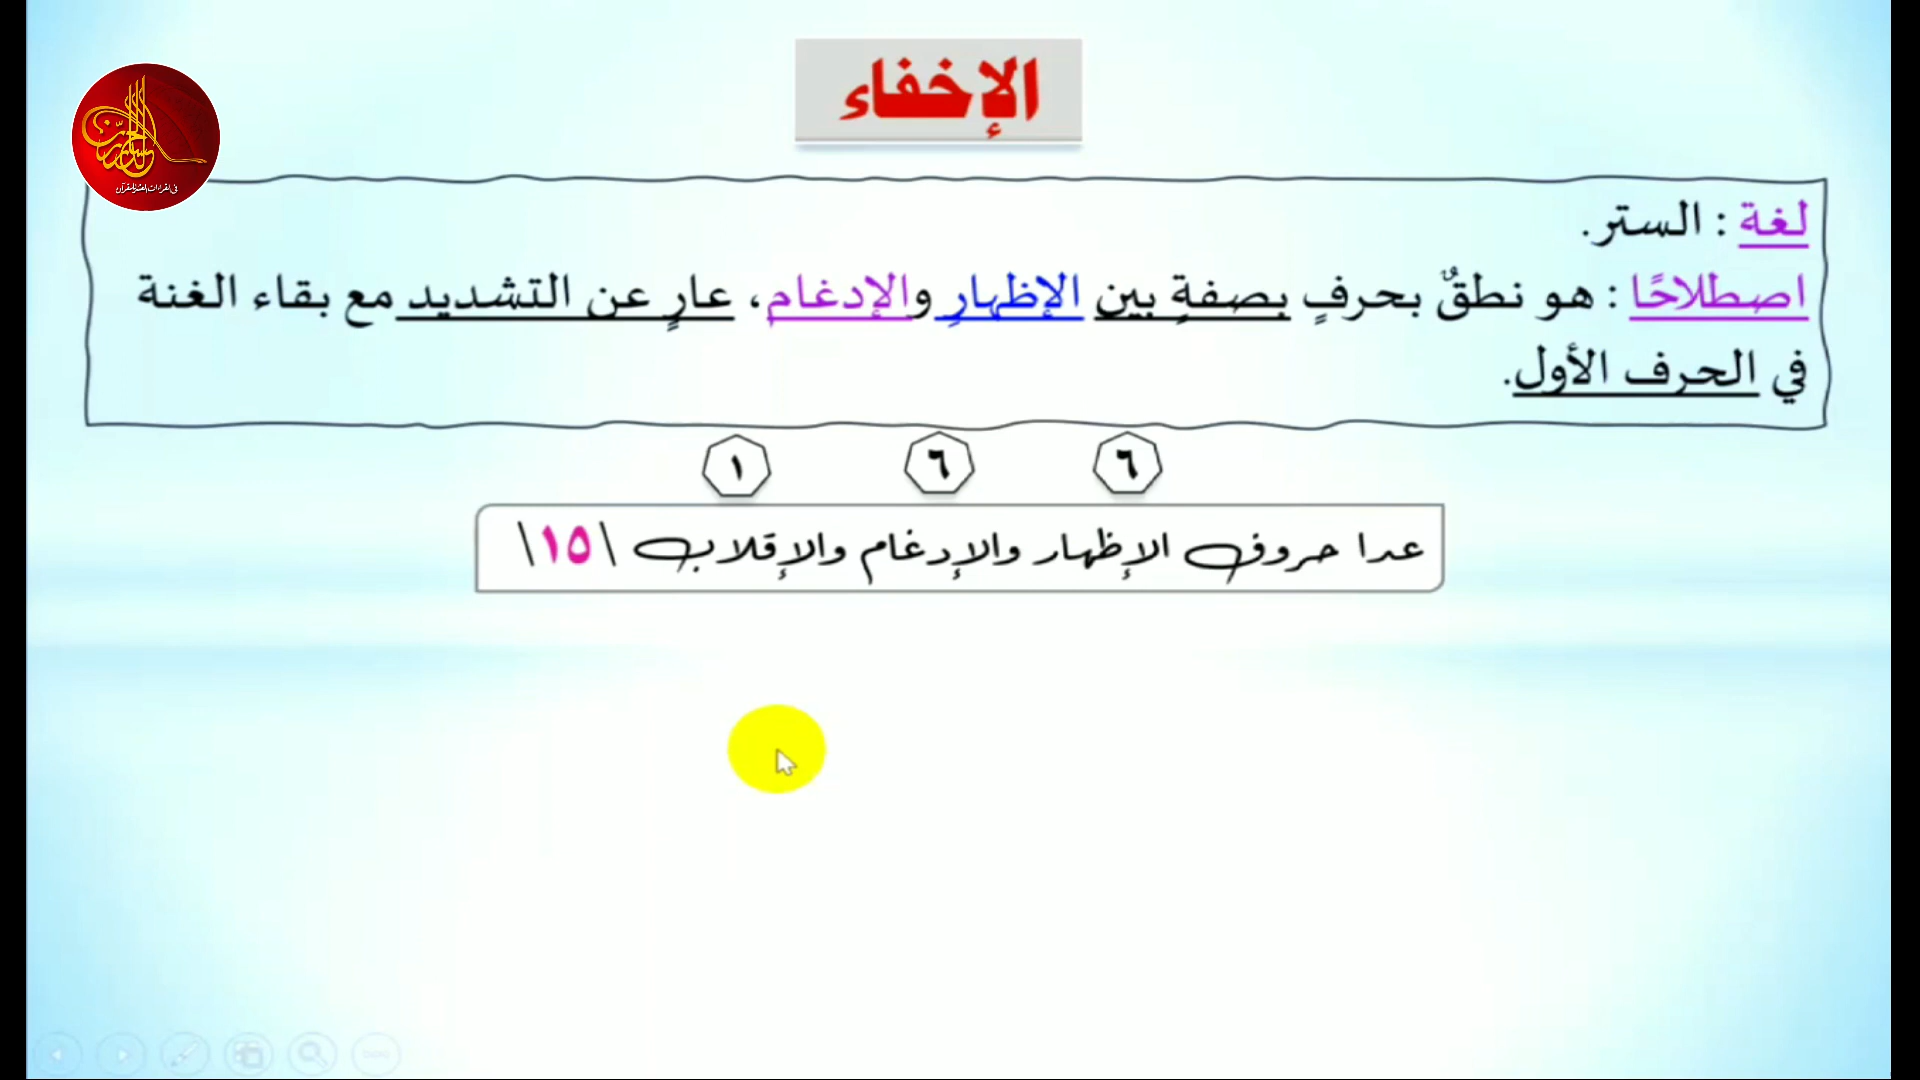 الإخفاء
لغة : الستر.
اصطلاحًا : هو نطقٌ بحرفٍ بصفةٍ بين الإظهارِ والإدغام، عارٍ عن التشديد مع بقاء الغنة
في الحرف الأول.
٦ ٦ ١
عدا حروف الإظهار والإدغام والإقلاب \١٥\